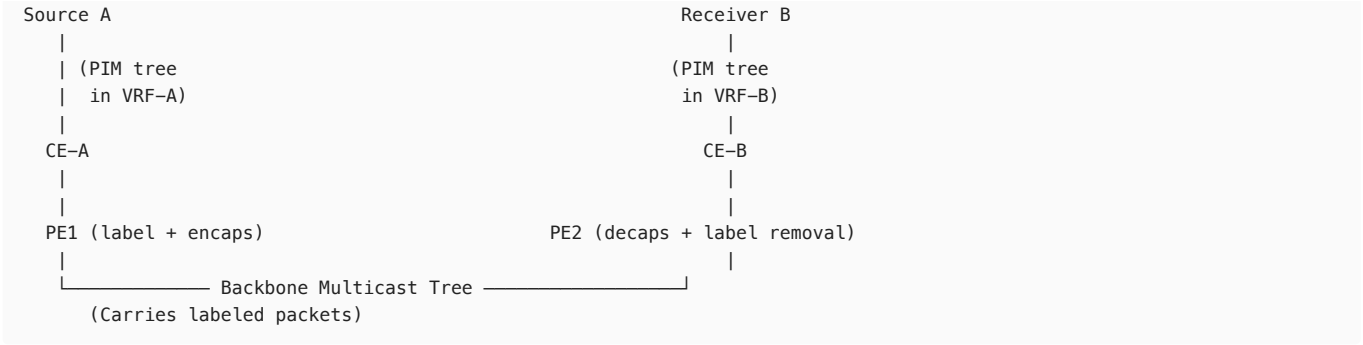 Source A Receiver B
| |
| (PIM tree (PIM tree
| in VRF-A) in VRF-B)
| |
CE-A CE-B
| |
| |
PE1 (label + encaps) PE2 (decaps + label removal)
| |
└───────────── Backbone Multicast Tree ──────────────────┘
(Carries labeled packets)